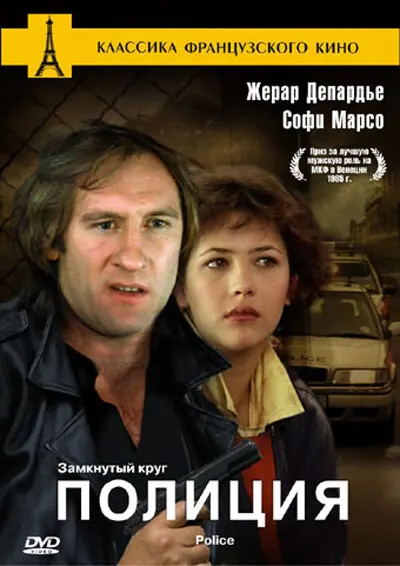 КЛАССИКА ФРАНЦУЗСКОГО КИНО
Жерар Депардье
Софи Марсо
Приз за лучшую
мужскую роль на
МКФ в Венеции
1985 г.
POLICE
Замкнутый круг
ПОЛИЦИЯ
Police
DVD
VIDEO